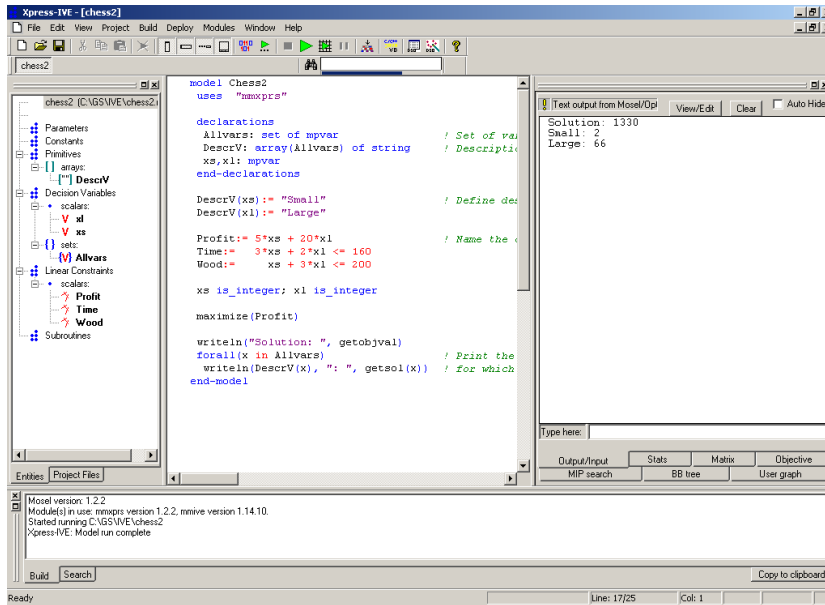 Xpress-IVE - [chess2]
File Edit View Project Build Deploy Modules Window Help
chess2
chess2 (C:\GS\IVE\chess2.
Parameters
Constants
Primitives
arrays:
DescrV
Decision Variables
scalars:
xl
xs
sets:
Allvars
Linear Constraints
scalars:
Profit
Time
Wood
Subroutines
Entities Project Files
model Chess2
uses "mmxprs"
declarations
Allvars: set of mpvar ! Set of va
DescrV: array(Allvars) of string ! Descripti
xs,xl: mpvar
end-declarations
DescrV(xs):= "Small" ! Define des
DescrV(xl):= "Large"
Profit:= 5*xs + 20*xl ! Name the
Time:= 3*xs + 2*xl <= 160
Wood:= xs + 3*xl <= 200
xs is_integer; xl is_integer
maximize(Profit)
writeln("Solution: ", getobjval)
forall(x in Allvars) ! Print the
writeln(DescrV(x), ": ", getsol(x)) ! for which
end-model
Text output from Mosel/Opl View/Edit Clear Auto Hide
Solution: 1330
Small: 2
Large: 66
Type here:
Output/Input Stats Matrix Objective
MIP search BB tree User graph
Mosel version: 1.2.2
Module(s) in use: mmxprs version 1.2.2, mmive version 1.14.10.
Started running C:\GS\IVE\chess2
Xpress-IVE: Model run complete
Build Search
Copy to clipboard
Ready Line: 17/25 Col: 1